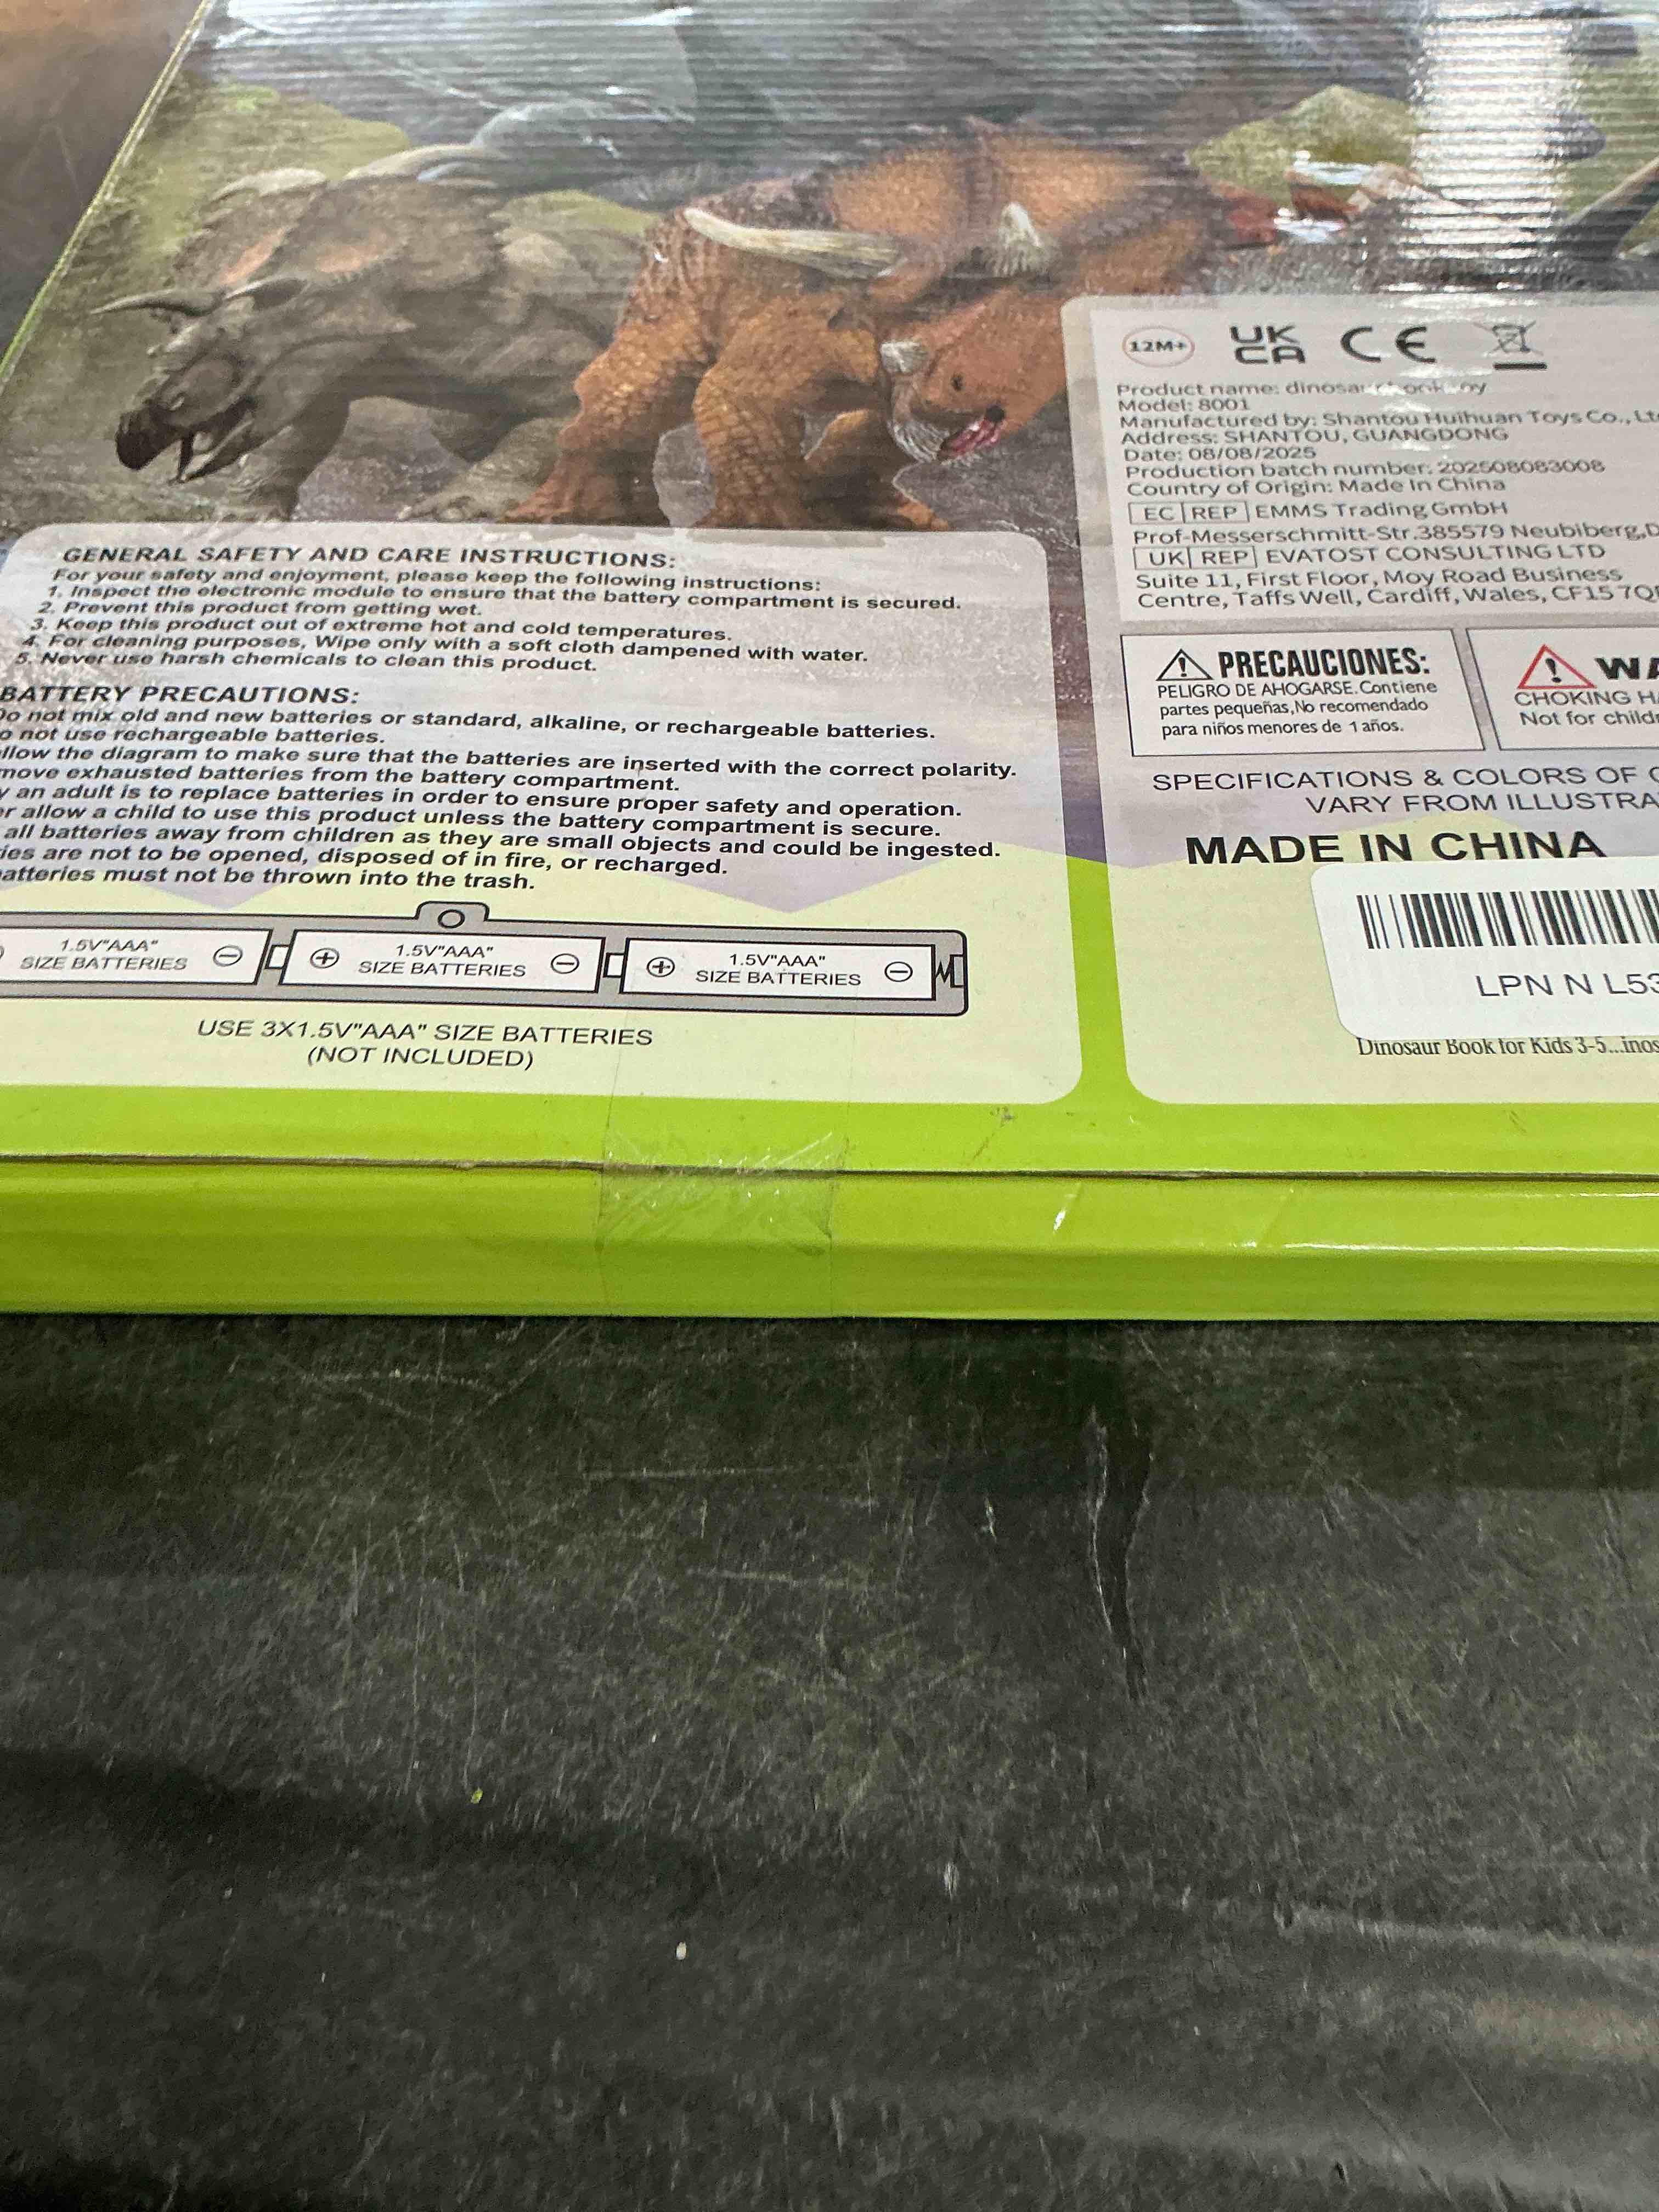 GENERAL SAFETY AND CARE INSTRUCTIONS:
For your safety and enjoyment, please keep the following instructions:
1. Inspect the electronic module to ensure that the battery compartment is secured.
2. Prevent this product from getting wet.
3. Keep this product out of extreme hot and cold temperatures.
4. For cleaning purposes, Wipe only with a soft cloth dampened with water.
5. Never use harsh chemicals to clean this product.
BATTERY PRECAUTIONS:
Do not mix old and new batteries or standard, alkaline, or rechargeable batteries.
o not use rechargeable batteries.
llow the diagram to make sure that the batteries are inserted with the correct polarity.
move exhausted batteries from the battery compartment.
y an adult is to replace batteries in order to ensure proper safety and operation.
er allow a child to use this product unless the battery compartment is secure.
all batteries away from children as they are small objects and could be ingested.
ies are not to be opened, disposed of in fire, or recharged.
atteries must not be thrown into the trash.
1.5V"AAA"
SIZE BATTERIES
1.5V"AAA"
SIZE BATTERIES
1.5V"AAA"
SIZE BATTERIES
USE 3X1.5V"AAA" SIZE BATTERIES
(NOT INCLUDED)
12M+
UK
CA
CE
Product name:
Model: 8001
Manufactured by: Shantou Huihuan Toys Co., Lt
Address: SHANTOU, GUANGDONG
Date: 08/08/2025
Production batch number: 202508083008
Country of Origin: Made In China
EC REP EMMS Trading GmbH
Prof-Messerschmitt-Str.385579 Neubiberg,D
UK REP EVATOST CONSULTING LTD
Suite 11, First Floor, Moy Road Business
Centre, Taffs Well, Cardiff, Wales, CF15 7Q
PRECAUCIONES:
PELIGRO DE AHOGARSE.Contiene
partes pequeñas,No recomendado
para niños menores de 1 años.
WA
CHOKING H
Not for child
SPECIFICATIONS & COLORS OF
VARY FROM ILLUSTRA
MADE IN CHINA
LPN N L53
Dinosaur Book for Kids 3-5...inos